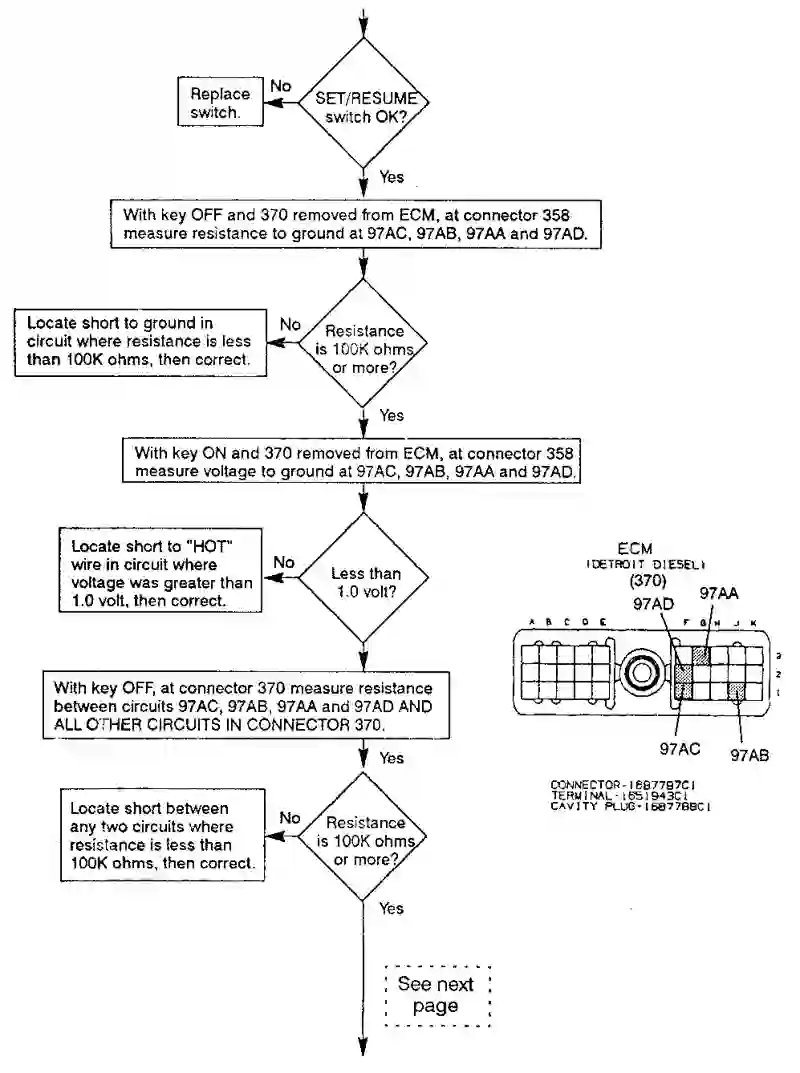 SET/RESUME
switch OK?
No
Replace
switch.
Yes
With key OFF and 370 removed from ECM, at connector 358
measure resistance to ground at 97AC, 97AB, 97AA and 97AD.
Resistance
is 100K ohms
or more?
No
Locate short to ground in
circuit where resistance is less
than 100K ohms, then correct.
Yes
With key ON and 370 removed from ECM, at connector 358
measure voltage to ground at 97AC, 97AB, 97AA and 97AD.
Less than
1.0 volt?
No
Locate short to "HOT"
wire in circuit where
voltage was greater than
1.0 volt, then correct.
Yes
With key OFF, at connector 370 measure resistance
between circuits 97AC, 97AB, 97AA and 97AD AND
ALL OTHER CIRCUITS IN CONNECTOR 370.
Yes
Resistance
is 100K ohms
or more?
No
Locate short between
any two circuits where
resistance is less than
100K ohms, then correct.
Yes
See next
page
ECM
(DETROIT DIESEL)
(370)
97AD
97AA
A B C D E
F G H J K
3
2
1
97AC
97AB
CONNECTOR-1687797C1
TERMINAL-1651943C1
CAVITY PLUG-1687788C1